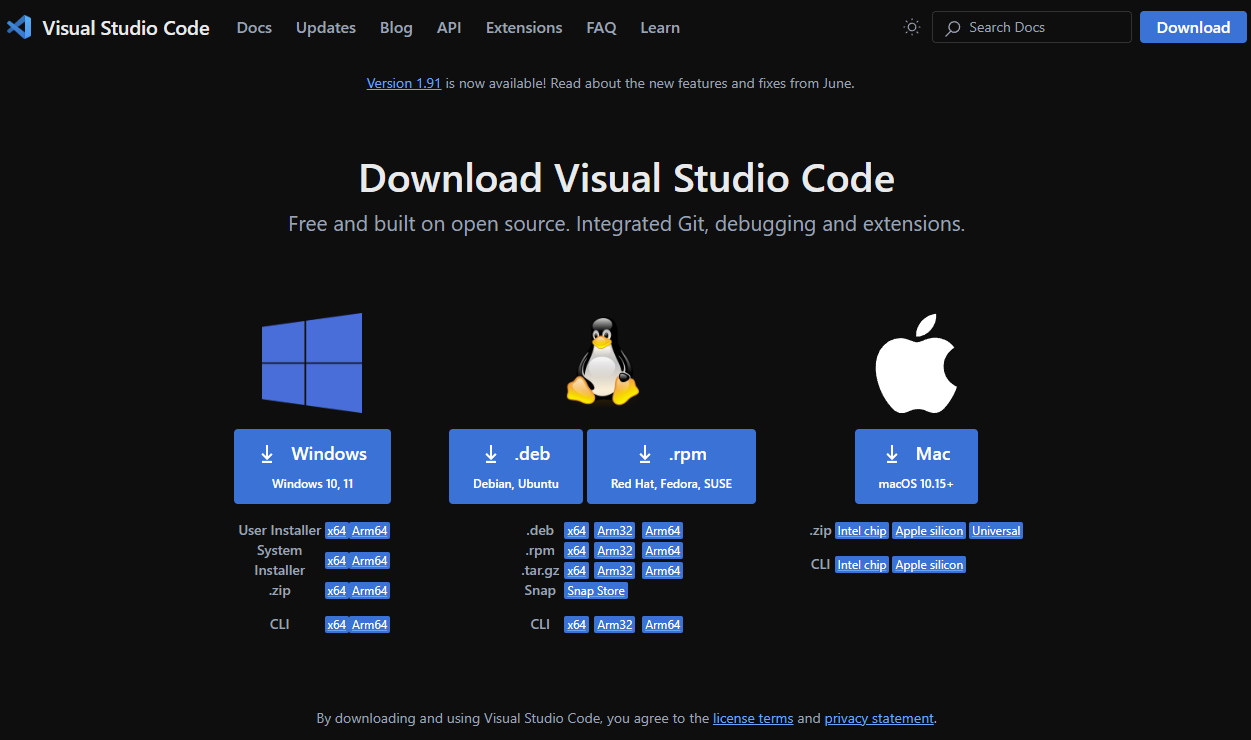 Visual Studio Code Docs Updates Blog API Extensions FAQ Learn Search Docs Download
Version 1.91 is now available! Read about the new features and fixes from June.
Download Visual Studio Code
Free and built on open source. Integrated Git, debugging and extensions.
Windows
Windows 10, 11
User Installer x64 Arm64
System
Installer x64 Arm64
.zip x64 Arm64
CLI x64 Arm64
.deb
Debian, Ubuntu
.rpm
Red Hat, Fedora, SUSE
.deb x64 Arm32 Arm64
.rpm x64 Arm32 Arm64
.tar.gz x64 Arm32 Arm64
Snap Snap Store
CLI x64 Arm32 Arm64
Mac
macOS 10.15+
.zip Intel chip Apple silicon Universal
CLI Intel chip Apple silicon
By downloading and using Visual Studio Code, you agree to the license terms and privacy statement.